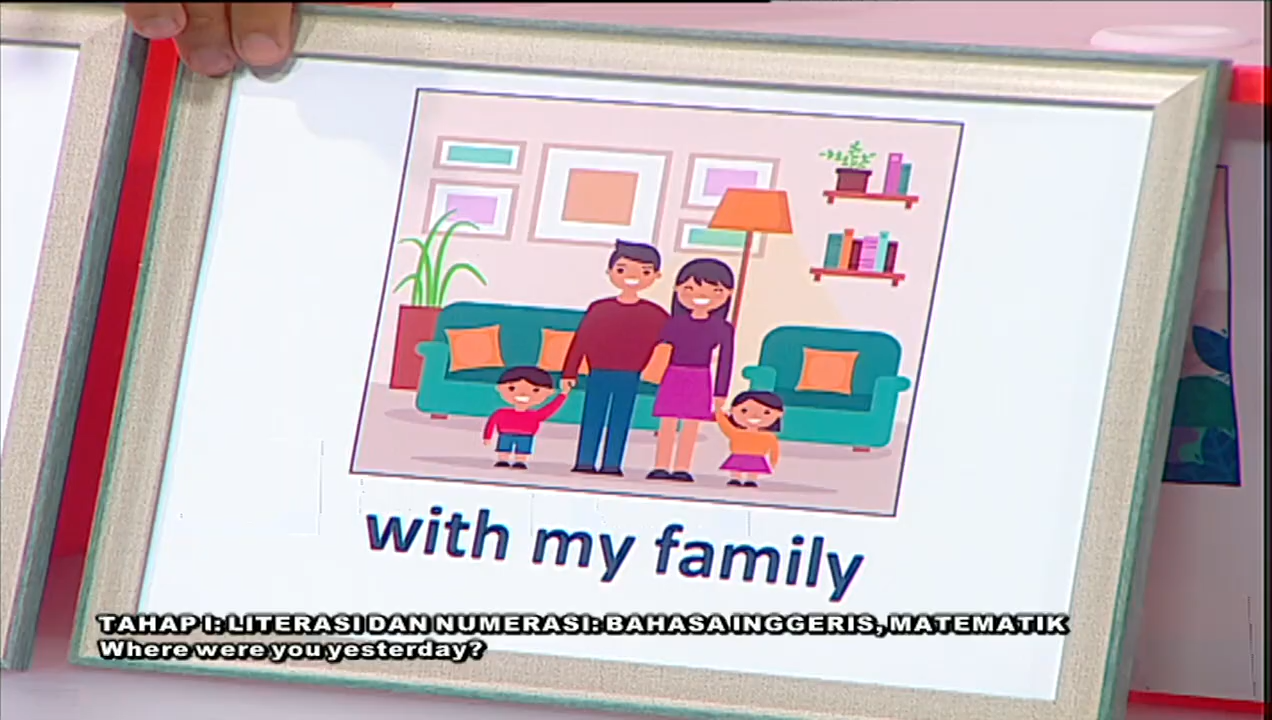 with my family
TAHAP I: LITERASI DAN NUMERASI: BAHASA INGGERIS, MATEMATIK
Where were you yesterday?